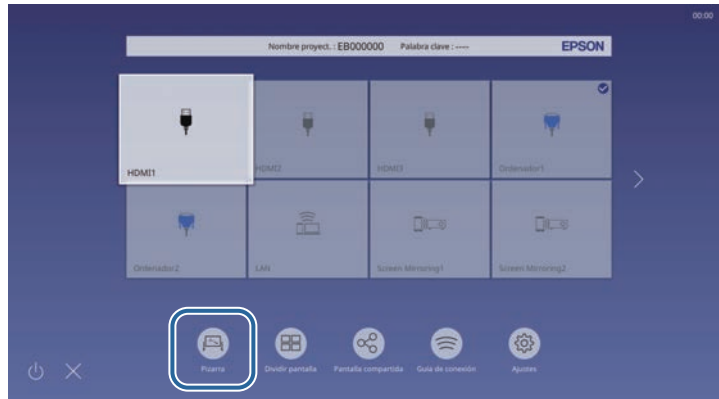 00:00
Nombre proyect. : EB000000 Palabra clave : ----- EPSON
HDMI1 HDMI2 HDMI3 Ordenador1
Ordenador2 LAN Screen Mirroring1 Screen Mirroring2
Pizarra Dividir pantalla Pantalla compartida Guía de conexión Ajustes